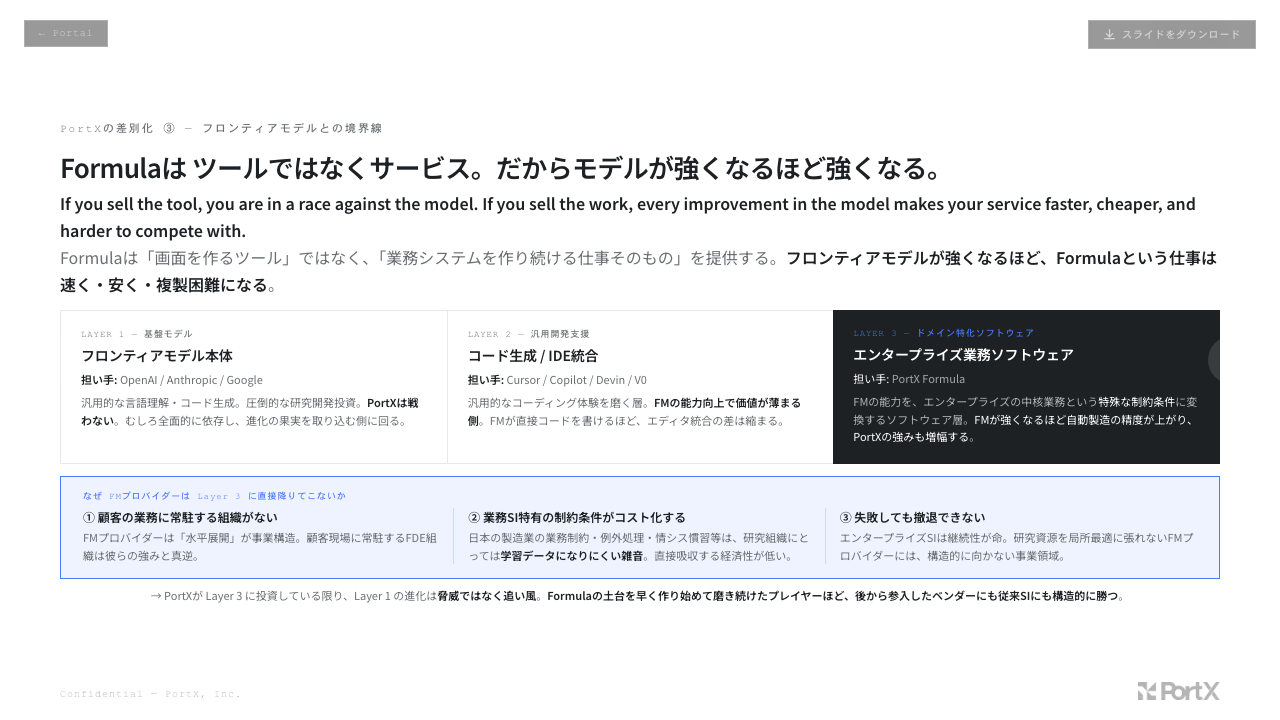 ← Portal
スライドをダウンロード
PortXの差別化 ③ — フロンティアモデルとの境界線
Formulaは ツールではなくサービス。だからモデルが強くなるほど強くなる。
If you sell the tool, you are in a race against the model. If you sell the work, every improvement in the model makes your service faster, cheaper, and
harder to compete with.
Formulaは「画面を作るツール」ではなく、「業務システムを作り続ける仕事そのもの」を提供する。フロンティアモデルが強くなるほど、Formulaという仕事は
速く・安く・複製困難になる。
LAYER 1 — 基盤モデル
フロンティアモデル本体
担い手: OpenAI / Anthropic / Google
汎用的な言語理解・コード生成。圧倒的な研究開発投資。PortXは戦
わない。むしろ全面的に依存し、進化の果実を取り込む側に回る。
LAYER 2 — 汎用開発支援
コード生成 / IDE統合
担い手: Cursor / Copilot / Devin / V0
汎用的なコーディング体験を磨く層。FMの能力向上で価値が薄まる
側。FMが直接コードを書けるほど、エディタ統合の差は縮まる。
LAYER 3 — ドメイン特化ソフトウェア
エンタープライズ業務ソフトウェア
担い手: PortX Formula
FMの能力を、エンタープライズの中核業務という特殊な制約条件に変
換するソフトウェア層。FMが強くなるほど自動製造の精度が上がり、
PortXの強みも増幅する。
なぜ FMプロバイダーは Layer 3 に直接降りてこないか
① 顧客の業務に常駐する組織がない
FMプロバイダーは「水平展開」が事業構造。顧客現場に常駐するFDE組
織は彼らの強みと真逆。
② 業務SI特有の制約条件がコスト化する
日本の製造業の業務制約・例外処理・情シス慣習等は、研究組織にと
っては学習データになりにくい雑音。直接吸収する経済性が低い。
③ 失敗しても撤退できない
エンタープライズSIは継続性が命。研究資源を局所最適に張れないFMプ
ロバイダーには、構造的に向かない事業領域。
→ PortXが Layer 3 に投資している限り、Layer 1 の進化は脅威ではなく追い風。Formulaの土台を早く作り始めて磨き続けたプレイヤーほど、後から参入したベンダーにも従来SIにも構造的に勝つ。
Confidential — PortX, Inc.
PortX